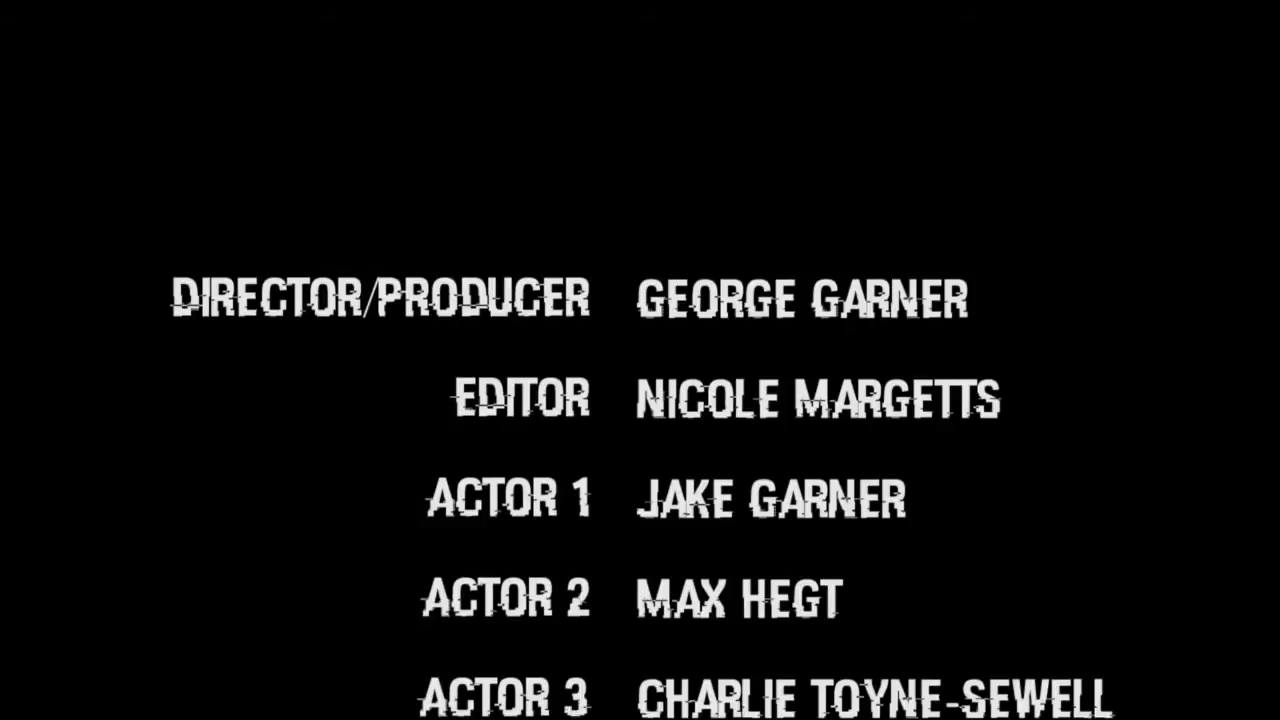 DIRECTOR/PRODUCER GEORGE GARNER
EDITOR NICOLE MARGETTS
ACTOR 1 JAKE GARNER
ACTOR 2 MAX HEGT
ACTOR 3 CHARLIE TOYNE-SEWELL